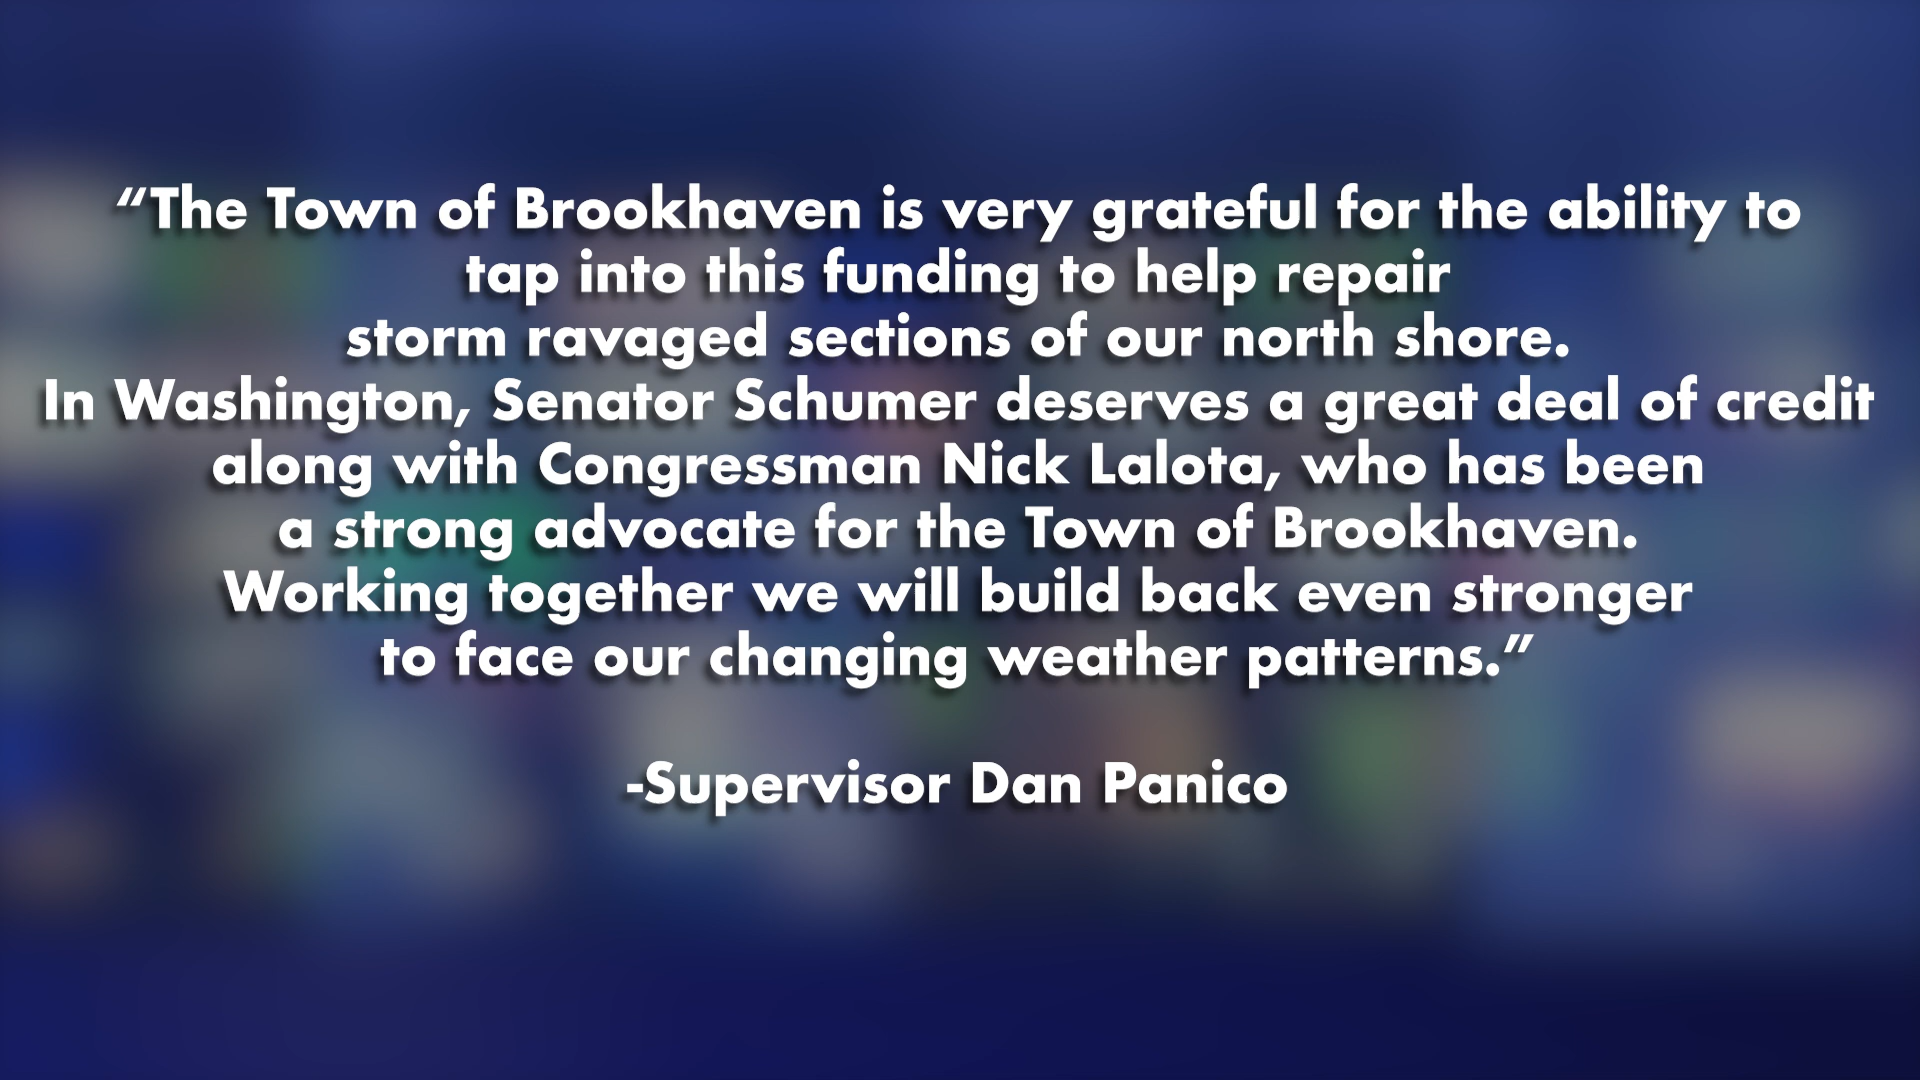 “The Town of Brookhaven is very grateful for the ability to
tap into this funding to help repair
storm ravaged sections of our north shore.
In Washington, Senator Schumer deserves a great deal of credit
along with Congressman Nick Lalota, who has been
a strong advocate for the Town of Brookhaven.
Working together we will build back even stronger
to face our changing weather patterns.”
-Supervisor Dan Panico